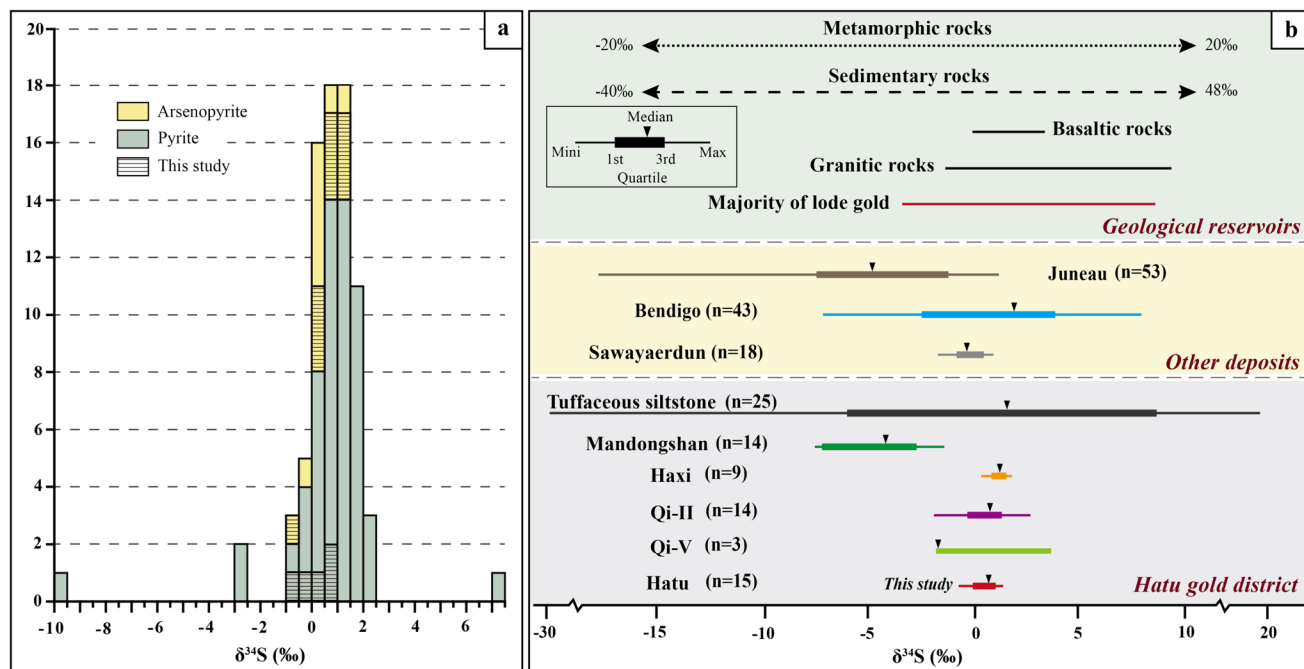 a
20
18
16
14
12
10
8
6
4
2
0
Arsenopyrite
Pyrite
This study
-10 -4 -2 0 2 4 6
δ³⁴S (‰)
b
Metamorphic rocks
-20‰ 20‰
Sedimentary rocks
-40‰ 48‰
Median
Mini 1st 3rd Max
Quartile
Basaltic rocks
Granitic rocks
Majority of lode gold
Geological reservoirs
Juneau (n=53)
Bendigo (n=43)
Sawayaerdun (n=18)
Other deposits
Tuffaceous siltstone (n=25)
Mandongshan (n=14)
Haxi (n=9)
Qi-II (n=14)
Qi-V (n=3)
Hatu (n=15) This study
Hatu gold district
-30 -15 -10 -5 0 5 10 20
δ³⁴S (‰)